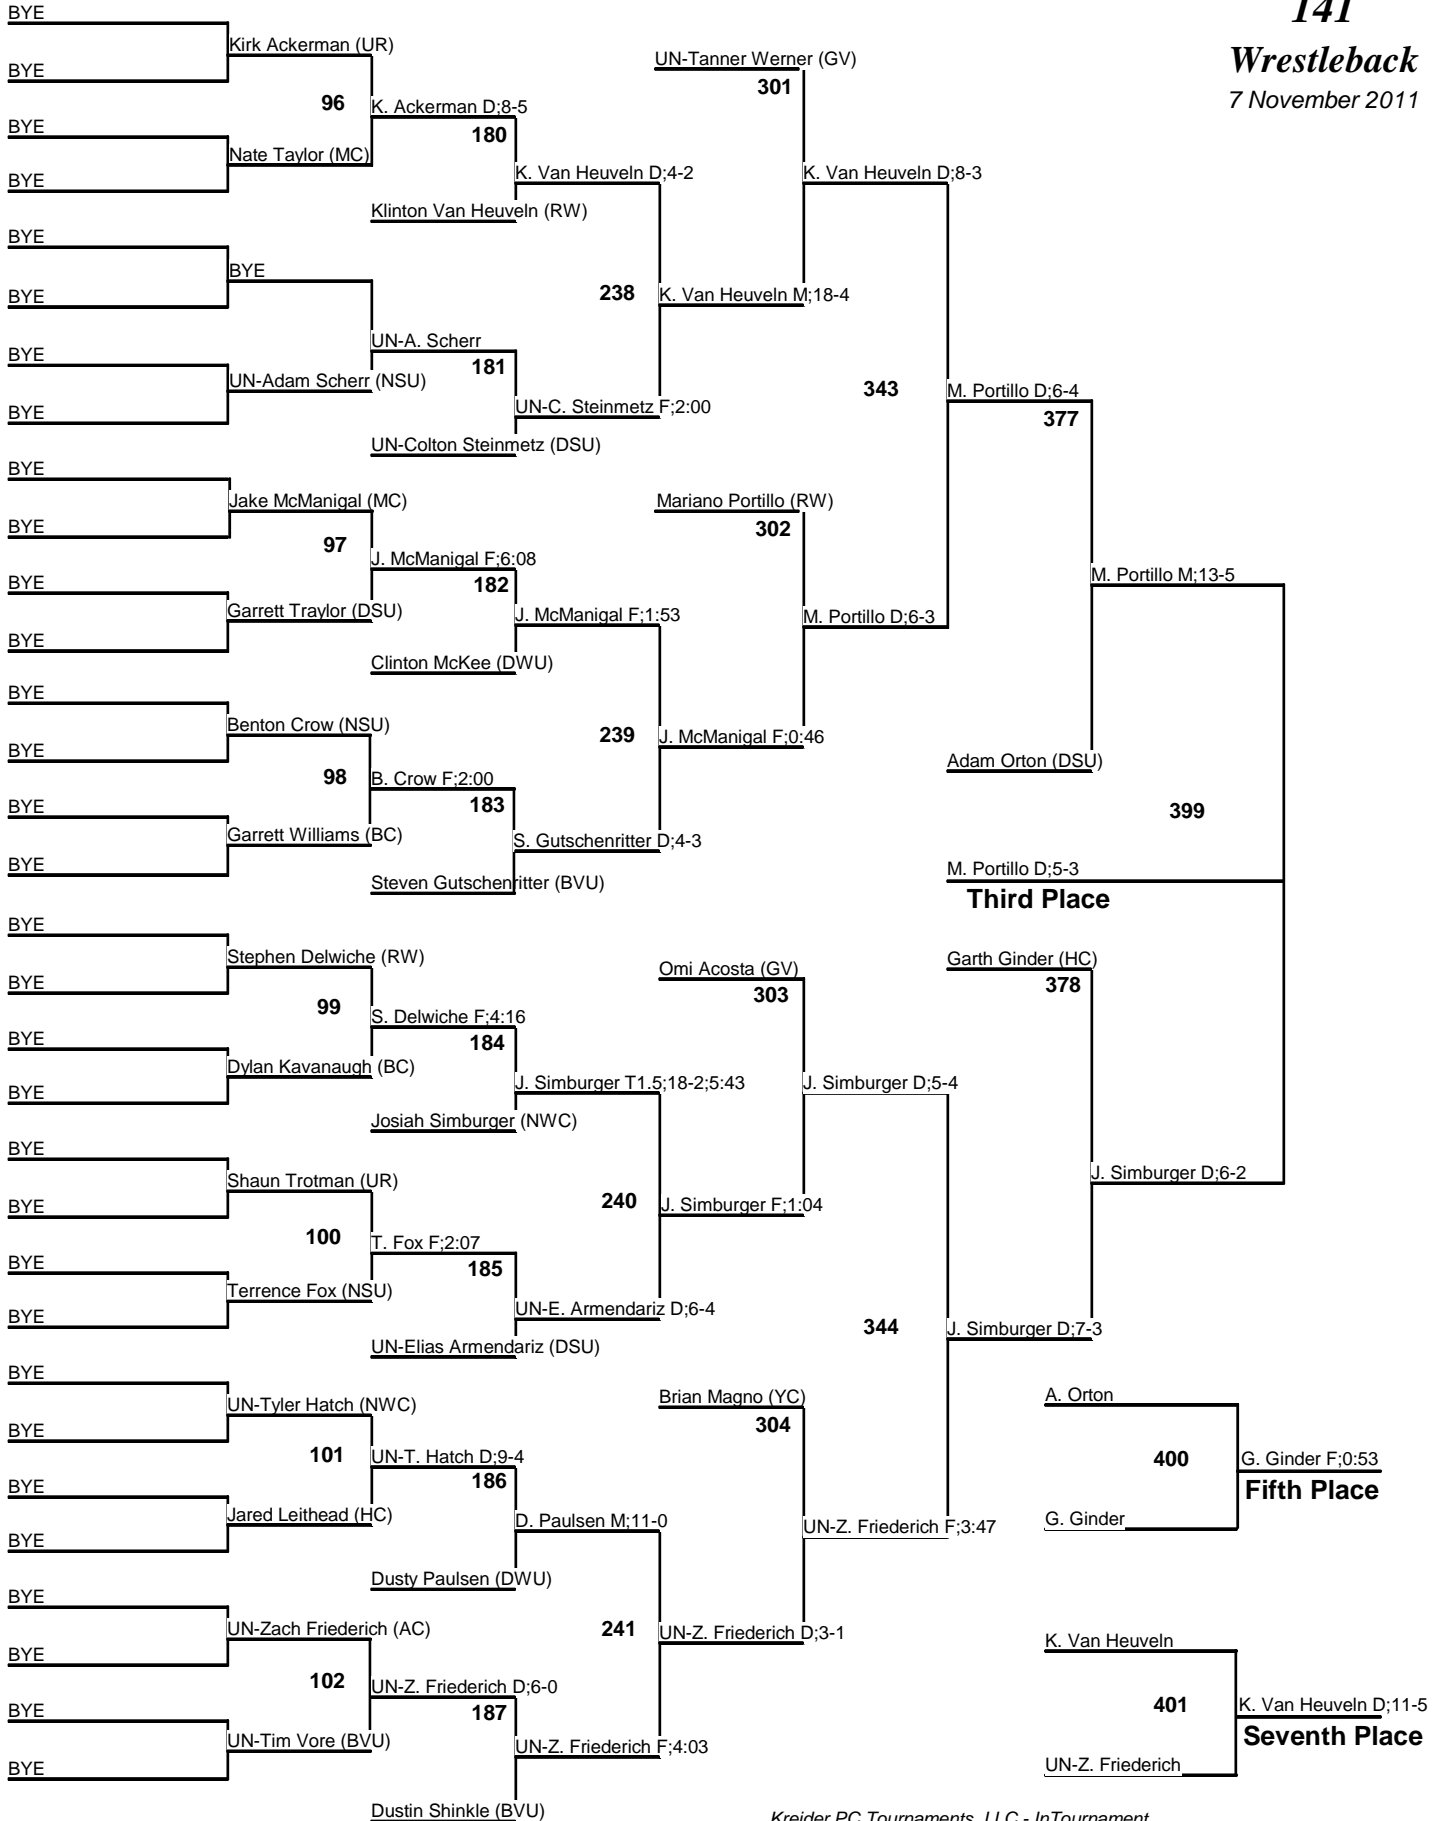 141
Wrestleback
7 November 2011
BYE
Kirk Ackerman (UR)
BYE
96
K. Ackerman D;8-5
BYE
180
Nate Taylor (MC)
BYE
K. Van Heuveln D;4-2
Klinton Van Heuveln (RW)
BYE
BYE
BYE
238
K. Van Heuveln M;18-4
UN-Tanner Werner (GV)
301
K. Van Heuveln D;8-3
BYE
UN-A. Scherr
181
UN-Adam Scherr (NSU)
BYE
UN-C. Steinmetz F;2:00
UN-Colton Steinmetz (DSU)
343
M. Portillo D;6-4
377
BYE
Jake McManigal (MC)
BYE
97
J. McManigal F;6:08
182
BYE
Garrett Traylor (DSU)
BYE
J. McManigal F;1:53
Clinton McKee (DWU)
Mariano Portillo (RW)
302
M. Portillo D;6-3
M. Portillo M;13-5
BYE
Benton Crow (NSU)
BYE
239
J. McManigal F;0:46
98
B. Crow F;2:00
183
BYE
Garrett Williams (BC)
BYE
S. Gutschenritter D;4-3
Steven Gutschenritter (BVU)
Adam Orton (DSU)
399
M. Portillo D;5-3
Third Place
BYE
Stephen Delwiche (RW)
BYE
99
S. Delwiche F;4:16
184
BYE
Dylan Kavanaugh (BC)
BYE
J. Simburger T1.5;18-2;5:43
Josiah Simburger (NWC)
Omi Acosta (GV)
303
J. Simburger D;5-4
Garth Ginder (HC)
378
J. Simburger D;6-2
BYE
Shaun Trotman (UR)
BYE
240
J. Simburger F;1:04
100
T. Fox F;2:07
185
BYE
Terrence Fox (NSU)
BYE
UN-E. Armendariz D;6-4
UN-Elias Armendariz (DSU)
344
J. Simburger D;7-3
BYE
UN-Tyler Hatch (NWC)
BYE
101
UN-T. Hatch D;9-4
186
BYE
Jared Leithead (HC)
BYE
D. Paulsen M;11-0
Dusty Paulsen (DWU)
Brian Magno (YC)
304
UN-Z. Friederich F;3:47
A. Orton
400
G. Ginder F;0:53
Fifth Place
G. Ginder
BYE
UN-Zach Friederich (AC)
BYE
241
UN-Z. Friederich D;3-1
102
UN-Z. Friederich D;6-0
187
BYE
UN-Tim Vore (BVU)
BYE
UN-Z. Friederich F;4:03
Dustin Shinkle (BVU)
K. Van Heuveln
401
K. Van Heuveln D;11-5
Seventh Place
UN-Z. Friederich
Kreider PC Tournaments, LLC - InTournament